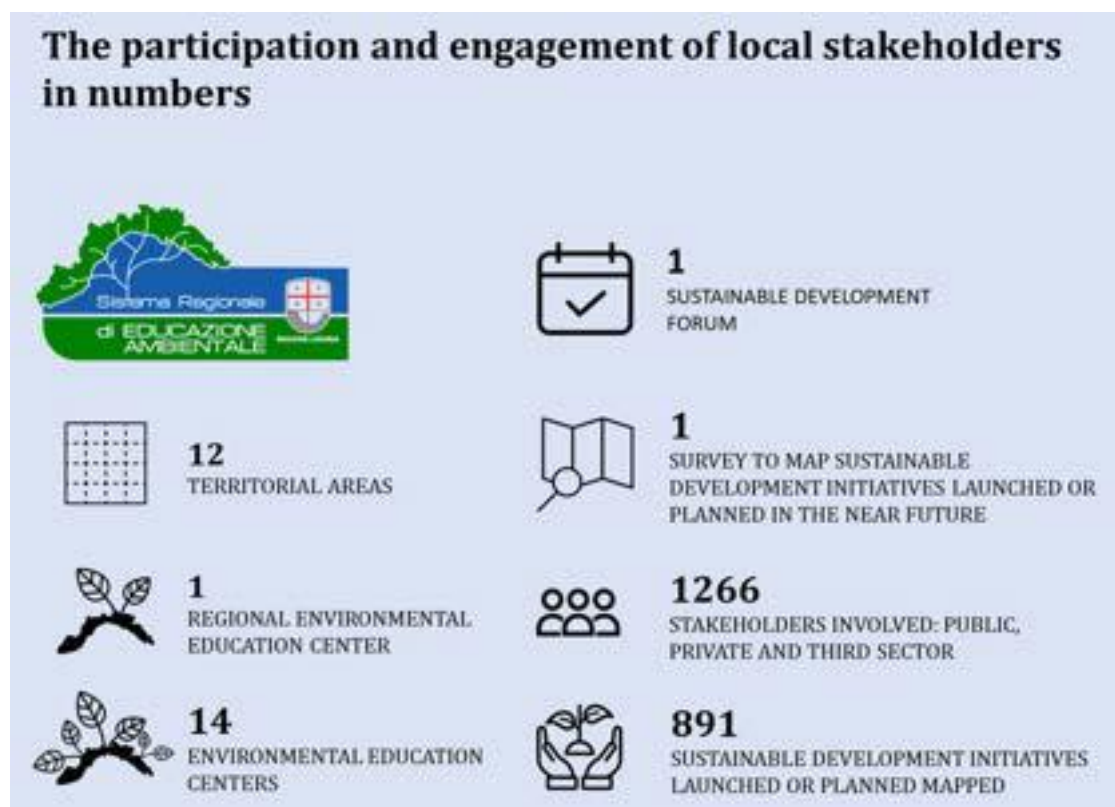 The participation and engagement of local stakeholders
in numbers
Sistema Regionale
di EDUCAZIONE
AMBIENTALE
12
TERRITORIAL AREAS
1
REGIONAL ENVIRONMENTAL
EDUCATION CENTER
14
ENVIRONMENTAL EDUCATION
CENTERS
1
SUSTAINABLE DEVELOPMENT
FORUM
1
SURVEY TO MAP SUSTAINABLE
DEVELOPMENT INITIATIVES LAUNCHED OR
PLANNED IN THE NEAR FUTURE
1266
STAKEHOLDERS INVOLVED: PUBLIC,
PRIVATE AND THIRD SECTOR
891
SUSTAINABLE DEVELOPMENT INITIATIVES
LAUNCHED OR PLANNED MAPPED